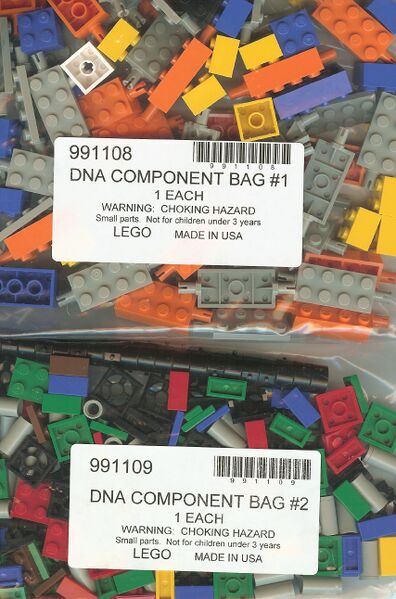 991108
991108
DNA COMPONENT BAG #1
1 EACH
WARNING: CHOKING HAZARD
Small parts. Not for children under 3 years
LEGO MADE IN USA
991109
991109
DNA COMPONENT BAG #2
1 EACH
WARNING: CHOKING HAZARD
Small parts. Not for children under 3 years
LEGO MADE IN USA